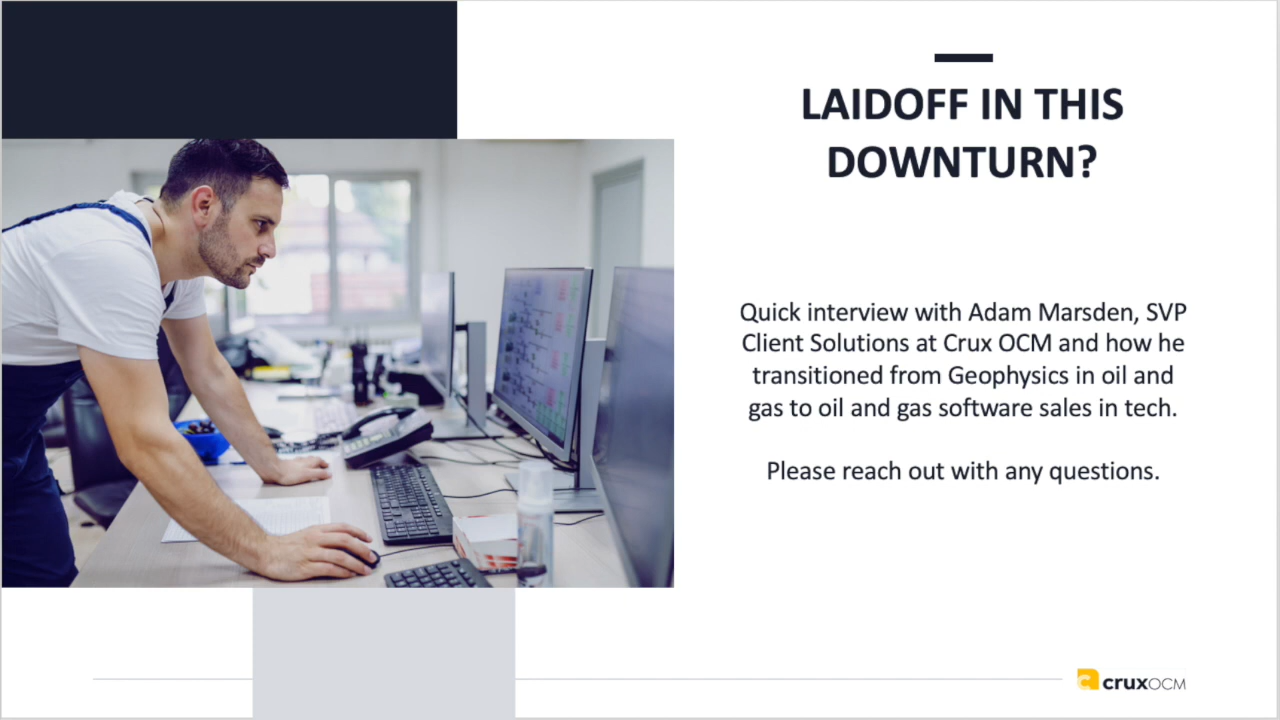 LAIDOFF IN THIS
DOWNTURN?
Quick interview with Adam Marsden, SVP
Client Solutions at Crux OCM and how he
transitioned from Geophysics in oil and
gas to oil and gas software sales in tech.
Please reach out with any questions.
cruxOCM